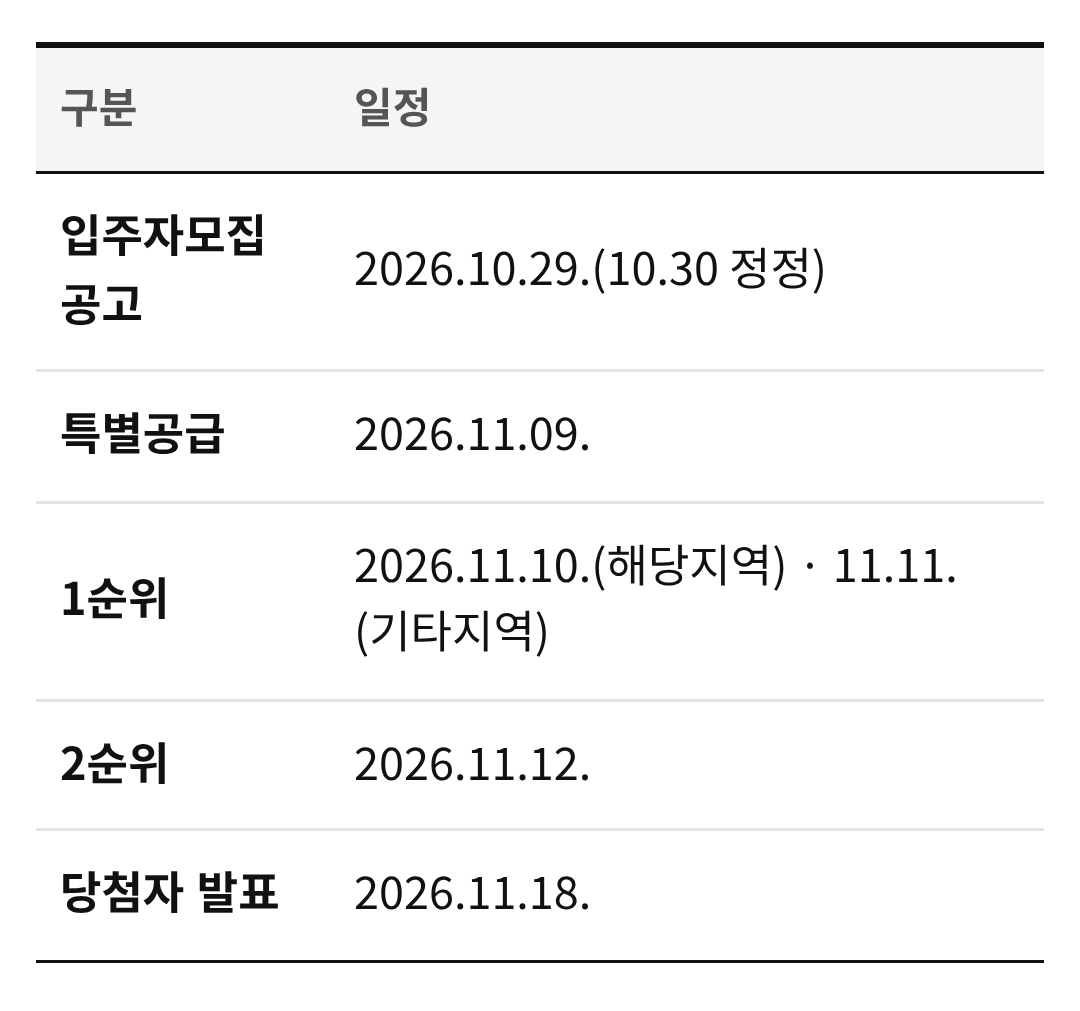 구분 일정
입주자모집
공고
2026.10.29.(10.30 정정)
특별공급 2026.11.09.
1순위
2026.11.10.(해당지역) · 11.11.
(기타지역)
2순위 2026.11.12.
당첨자 발표 2026.11.18.